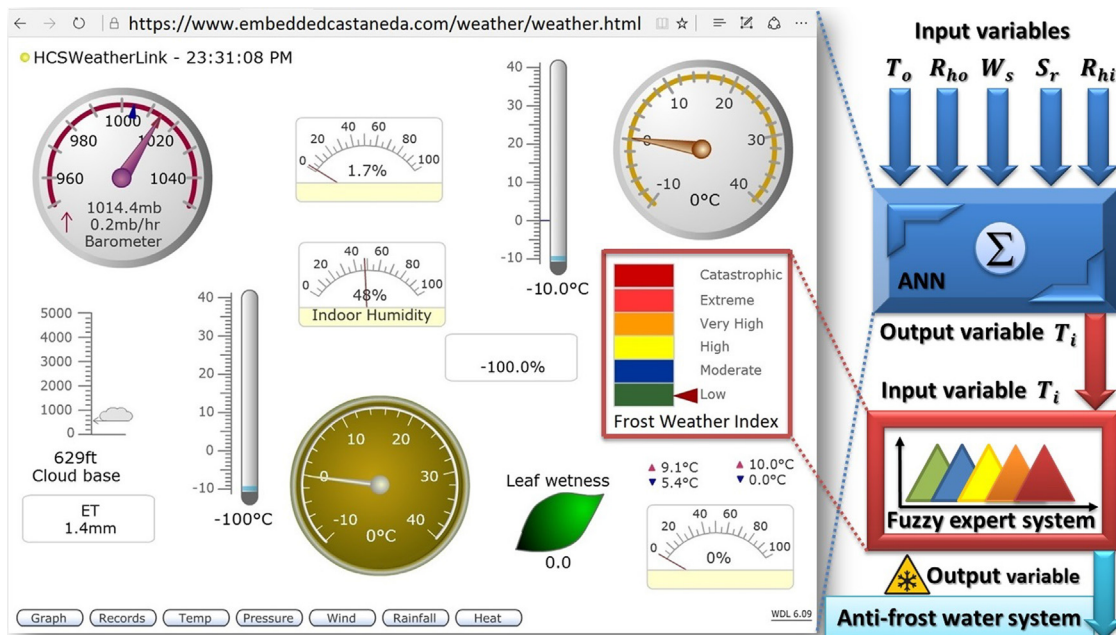 https://www.embeddedcastaneda.com/weather/weather.html
HCSWeatherLink - 23:31:08 PM
960
980
1000
1020
1040
1014.4mb
0.2mb/hr
Barometer
0
20
40
60
80
100
1.7%
0
20
40
60
80
100
48%
Indoor Humidity
40
30
20
10
0
-10
-10.0°C
-10
0
10
20
30
40
0°C
5000
4000
3000
2000
1000
0
629ft
Cloud base
ET
1.4mm
40
30
20
10
0
-10
-100°C
-100.0%
-10
0
10
20
30
40
0°C
Catastrophic
Extreme
Very High
High
Moderate
Low
Frost Weather Index
Leaf wetness
0.0
9.1°C
5.4°C
10.0°C
0.0°C
0
20
40
60
80
100
0%
Graph
Records
Temp
Pressure
Wind
Rainfall
Heat
WDL 6.09
Input variables
T_o R_ho W_s S_r R_hi
Σ
ANN
Output variable T_i
Input variable T_i
Fuzzy expert system
Output variable
Anti-frost water system